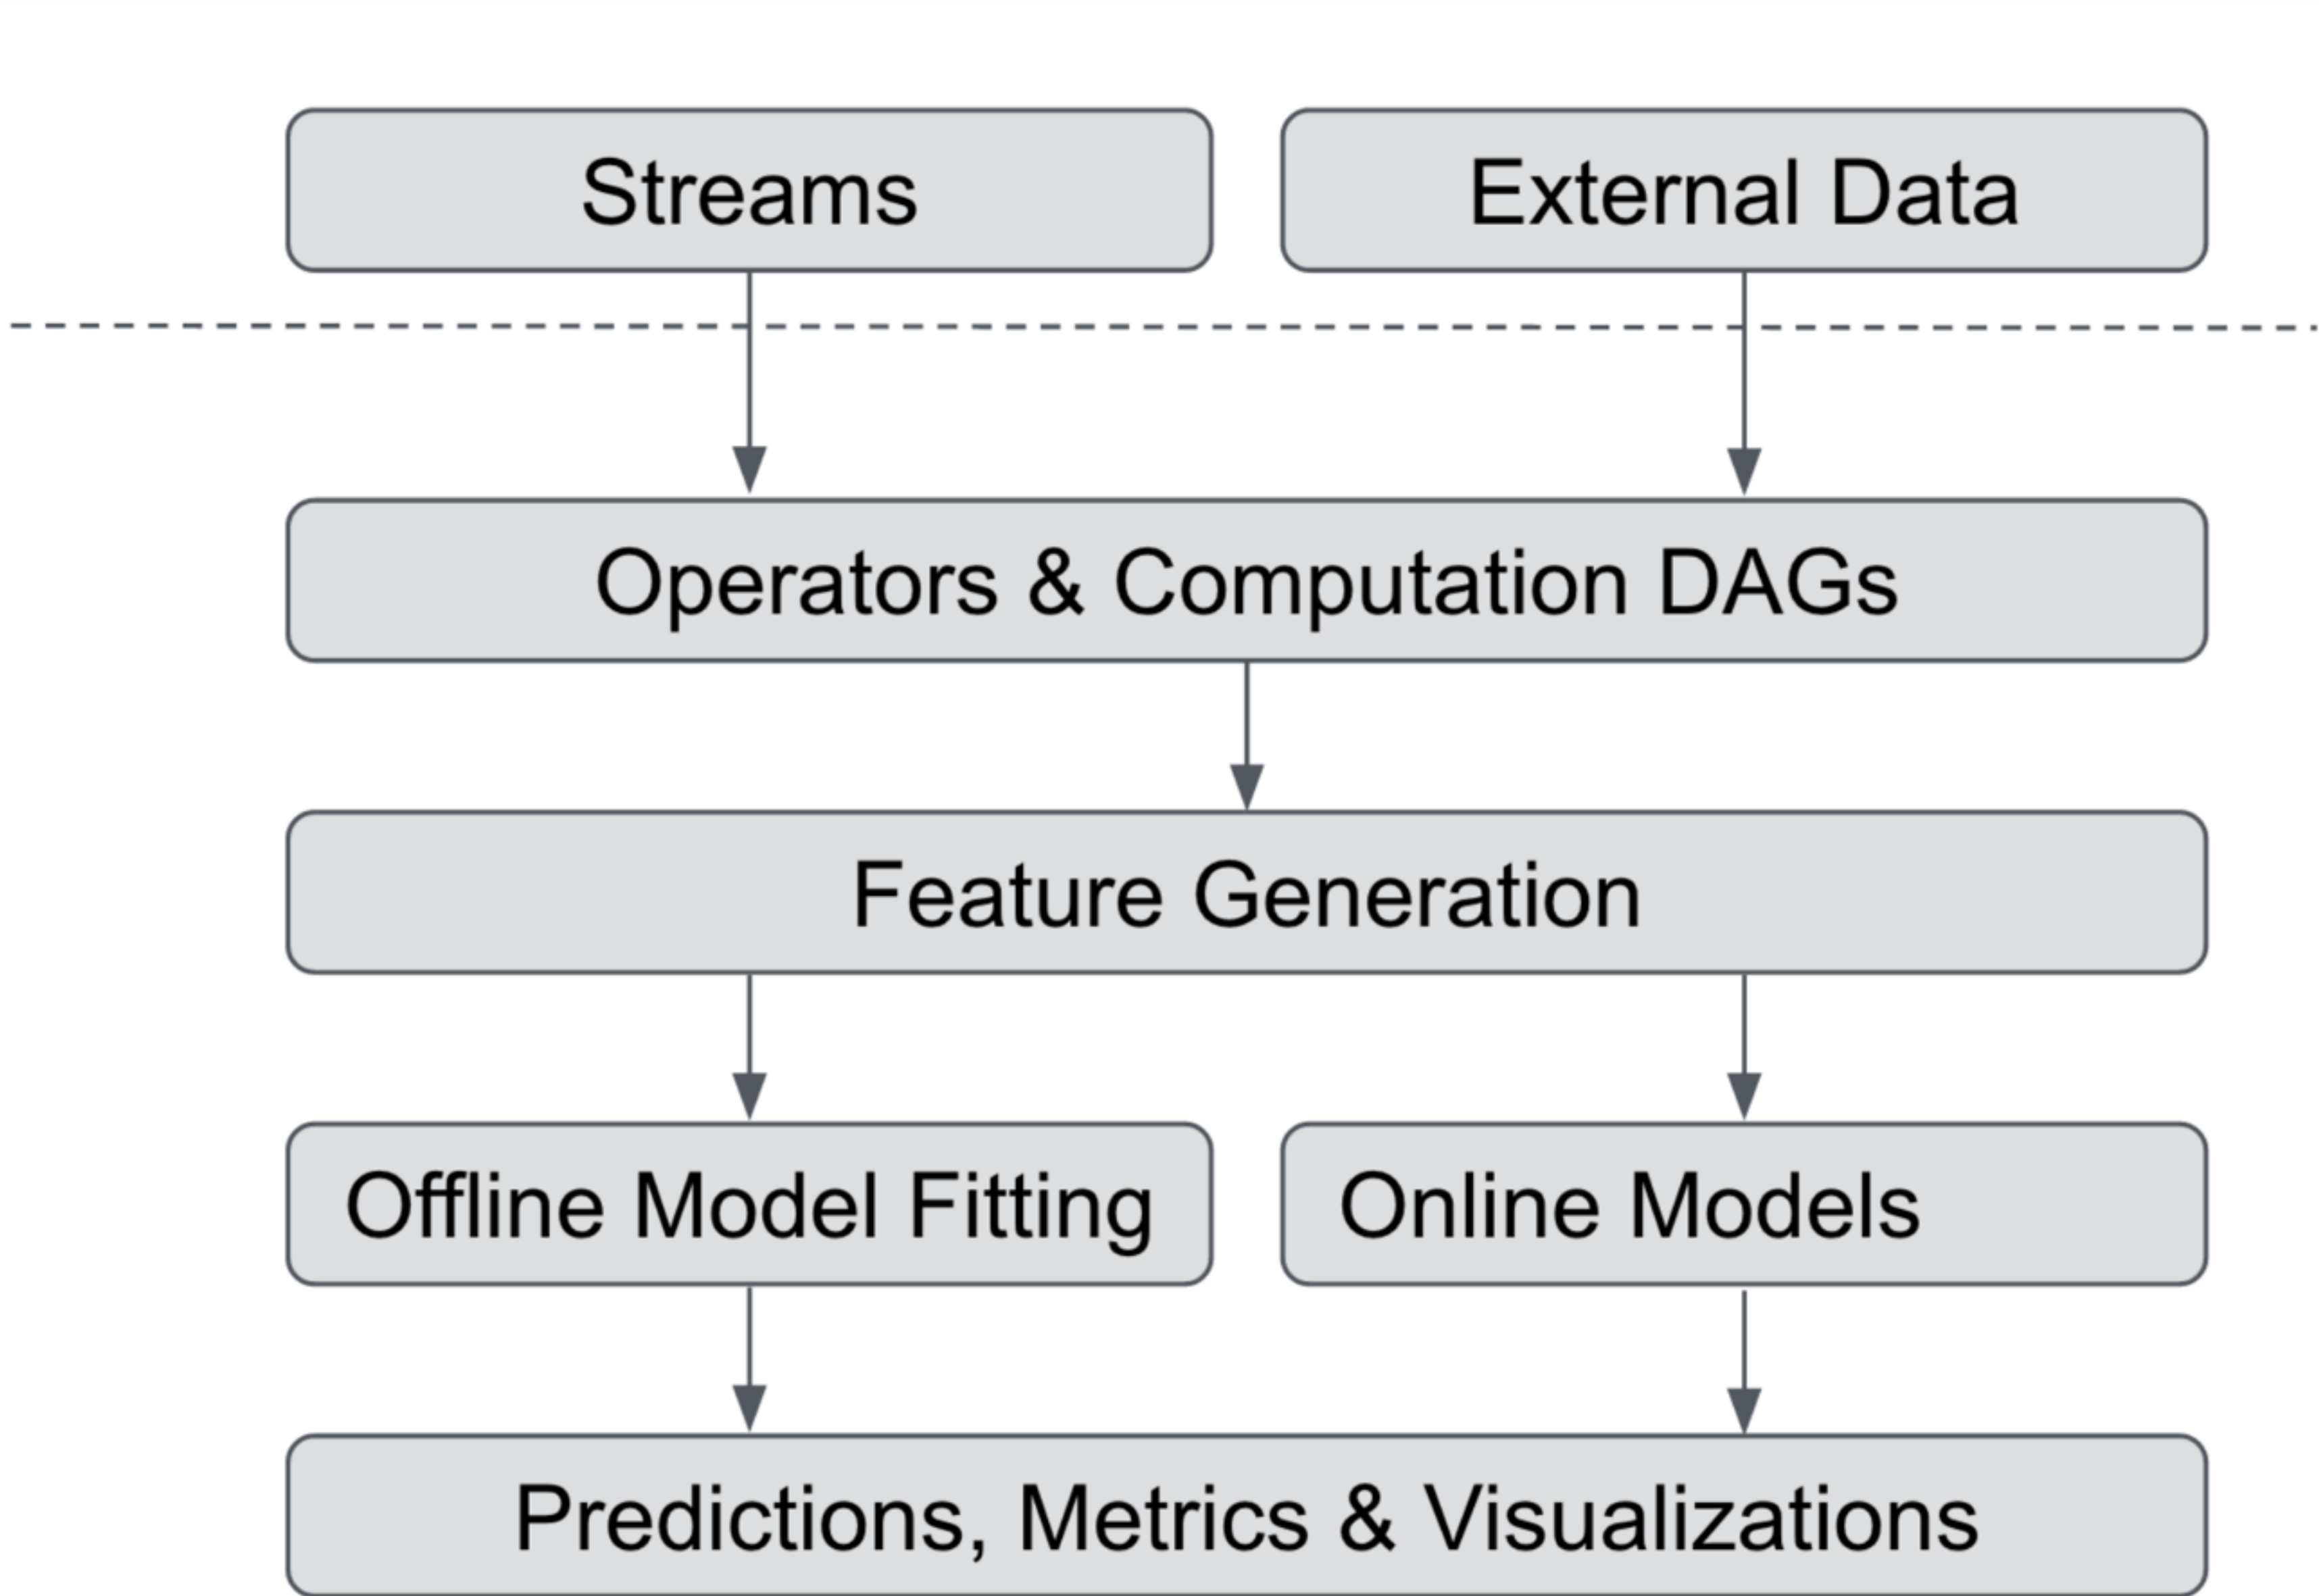 Streams
External Data
Operators & Computation DAGs
Feature Generation
Offline Model Fitting
Online Models
Predictions, Metrics & Visualizations